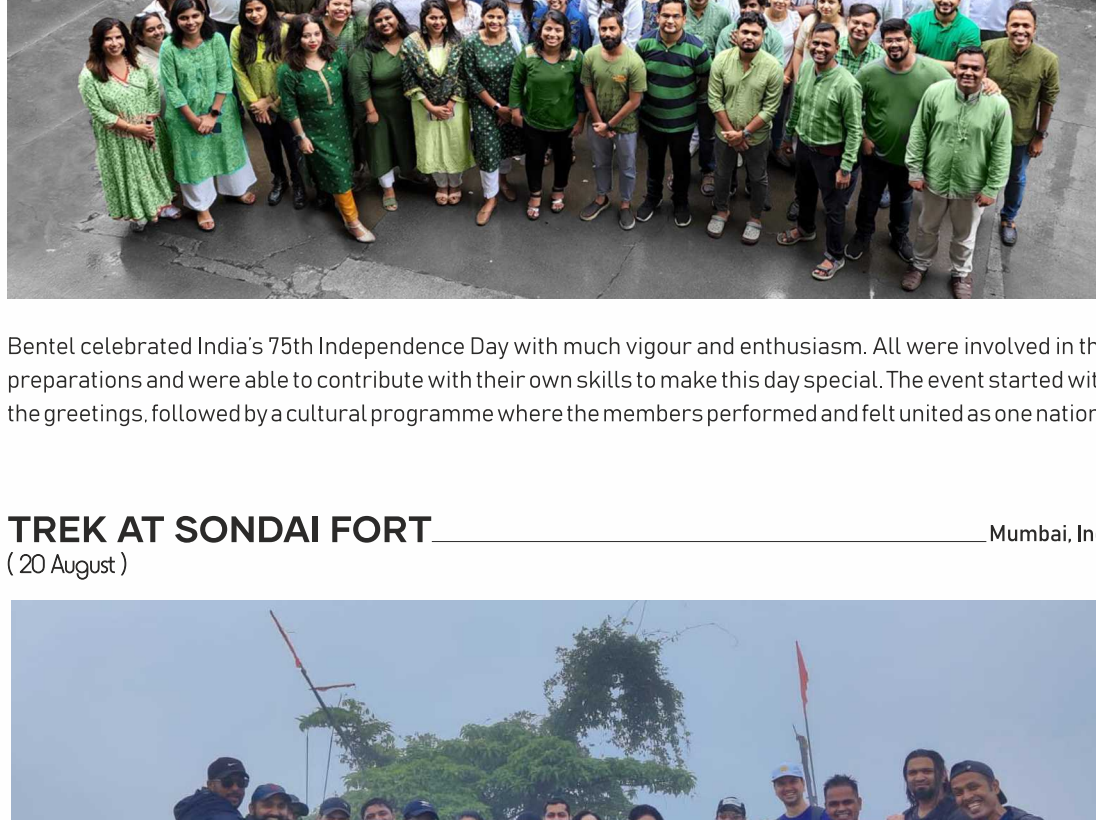 Bentel celebrated India's 75th Independence Day with much vigour and enthusiasm. All were involved in th
preparations and were able to contribute with their own skills to make this day special. The event started wit
the greetings, followed by a cultural programme where the members performed and felt united as one nation
TREK AT SONDAI FORT Mumbai, In
( 20 August )